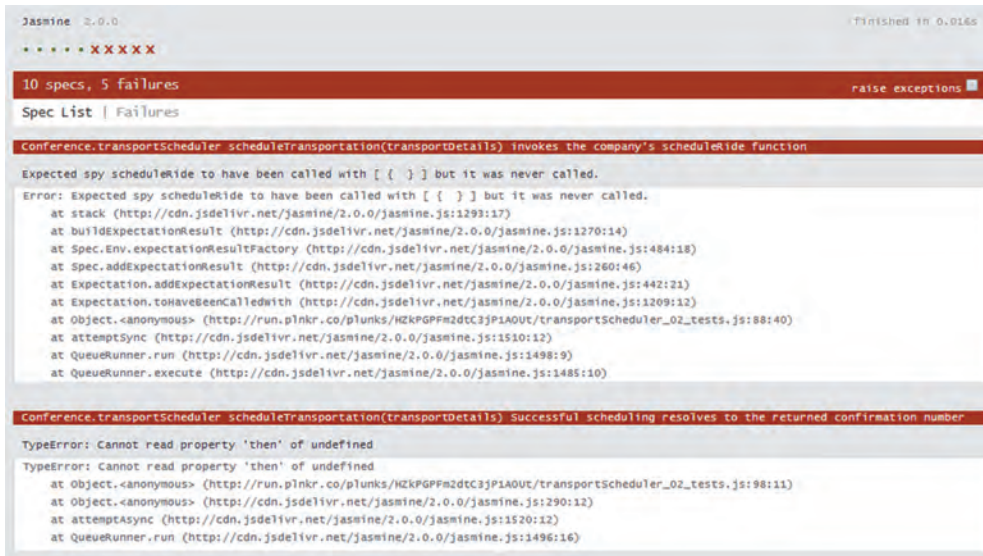 Jasmine 2.0.0
finished in 0.016s
• • • • • X X X X X
10 specs, 5 failures
raise exceptions
Spec List | Failures
Conference.transportScheduler scheduleTransportation(transportDetails) invokes the company's scheduleRide function
Expected spy scheduleRide to have been called with [ {  } ] but it was never called.
Error: Expected spy scheduleRide to have been called with [ {  } ] but it was never called.
at stack (http://cdn.jsdelivr.net/jasmine/2.0.0/jasmine.js:1293:17)
at buildExpectationResult (http://cdn.jsdelivr.net/jasmine/2.0.0/jasmine.js:1270:14)
at Spec.Env.expectationResultFactory (http://cdn.jsdelivr.net/jasmine/2.0.0/jasmine.js:484:18)
at Spec.addExpectationResult (http://cdn.jsdelivr.net/jasmine/2.0.0/jasmine.js:260:46)
at Expectation.addExpectationResult (http://cdn.jsdelivr.net/jasmine/2.0.0/jasmine.js:442:21)
at Expectation.toHaveBeenCalledWith (http://cdn.jsdelivr.net/jasmine/2.0.0/jasmine.js:1209:12)
at Object.<anonymous> (http://run.plnkr.co/plunks/HZkPGPFm2dtC3jP1AOUt/transportScheduler_02_tests.js:88:40)
at attemptSync (http://cdn.jsdelivr.net/jasmine/2.0.0/jasmine.js:1510:12)
at QueueRunner.run (http://cdn.jsdelivr.net/jasmine/2.0.0/jasmine.js:1498:9)
at QueueRunner.execute (http://cdn.jsdelivr.net/jasmine/2.0.0/jasmine.js:1485:10)
Conference.transportScheduler scheduleTransportation(transportDetails) Successful scheduling resolves to the returned confirmation number
TypeError: Cannot read property 'then' of undefined
TypeError: Cannot read property 'then' of undefined
at Object.<anonymous> (http://run.plnkr.co/plunks/HZkPGPFm2dtC3jP1AOUt/transportScheduler_02_tests.js:98:11)
at Object.<anonymous> (http://cdn.jsdelivr.net/jasmine/2.0.0/jasmine.js:290:12)
at attemptAsync (http://cdn.jsdelivr.net/jasmine/2.0.0/jasmine.js:1520:12)
at QueueRunner.run (http://cdn.jsdelivr.net/jasmine/2.0.0/jasmine.js:1496:16)